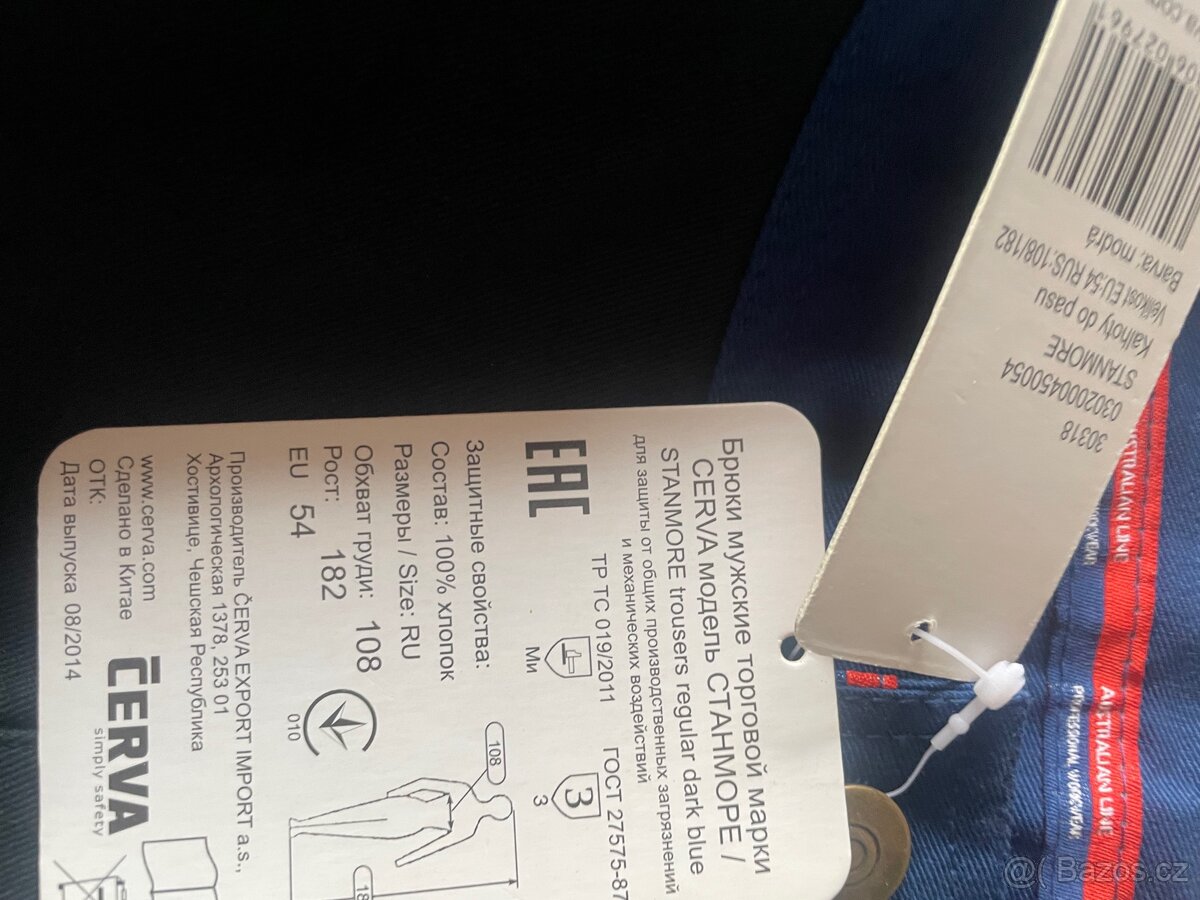 Брюки мужские торговой марки
CERVA модель СТАНМОРЕ /
STANMORE trousers regular dark blue
для защиты от общих производственных загрязнений
и механических воздействий
EAC
ТР ТС 019/2011
ГОСТ 27575-87
Ми
3
З
Защитные свойства:
Состав: 100% хлопок
Размеры / Size: RU
Обхват груди: 108
Рост: 182
EU 54
010
108
18
Производитель ČERVA EXPORT IMPORT a.s.,
Архологическая 1378, 253 01
Хостивице, Чешская Республика
www.cerva.com
Сделано в Китае
ОТК:
Дата выпуска 08/2014
ČERVA
simply safety
30318
0302000450054
STANMORE
Kalhoty do pasu
Velikost EU:54 RUS:108/182
Barva: modrá
AUSTRALIAN LINE
PROFESSIONAL WORKWEAR
Bazos.cz